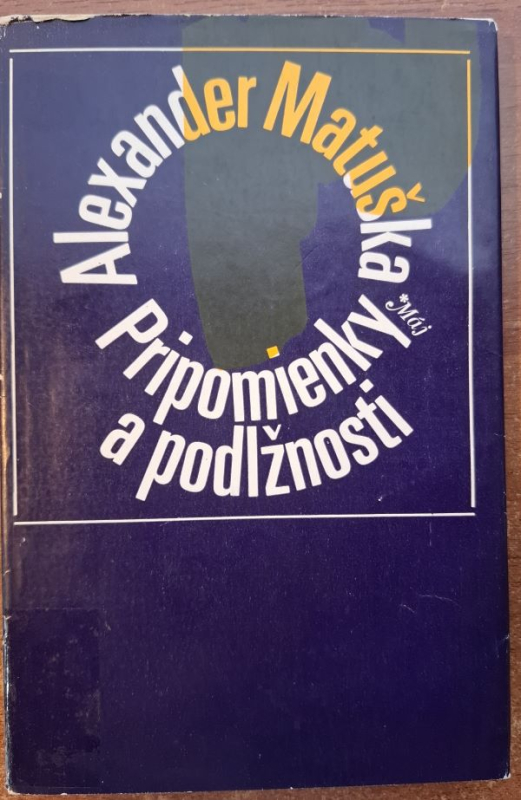 Alexander Matuška
Pripomienky
a podlžnosti
*Máj